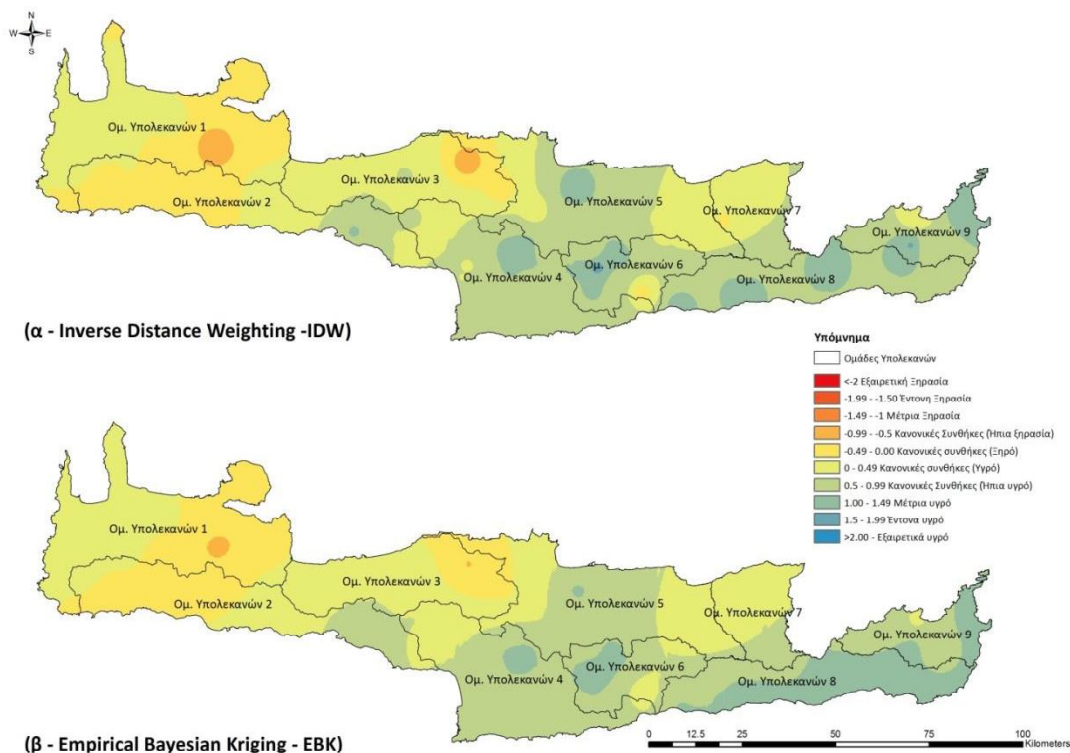 N
W E
S
Ομ. Υπολεκανών 1
Ομ. Υπολεκανών 2
Ομ. Υπολεκανών 3
Ομ. Υπολεκανών 4
Ομ. Υπολεκανών 5
Ομ. Υπολεκανών 6
Ομ. Υπολεκανών 7
Ομ. Υπολεκανών 8
Ομ. Υπολεκανών 9
(α - Inverse Distance Weighting -IDW)
Υπόμνημα
Ομάδες Υπολεκανών
<-2 Εξαιρετική Ξηρασία
-1.99 - -1.50 Έντονη Ξηρασία
-1.49 - -1 Μέτρια Ξηρασία
-0.99 - -0.5 Κανονικές Συνθήκες (Ήπια ξηρασία)
-0.49 - 0.00 Κανονικές συνθήκες (Ξηρό)
0 - 0.49 Κανονικές συνθήκες (Υγρό)
0.5 - 0.99 Κανονικές Συνθήκες (Ήπια υγρό)
1.00 - 1.49 Μέτρια υγρό
1.5 - 1.99 Έντονα υγρό
>2.00 - Εξαιρετικά υγρό
Ομ. Υπολεκανών 1
Ομ. Υπολεκανών 2
Ομ. Υπολεκανών 3
Ομ. Υπολεκανών 4
Ομ. Υπολεκανών 5
Ομ. Υπολεκανών 6
Ομ. Υπολεκανών 7
Ομ. Υπολεκανών 8
Ομ. Υπολεκανών 9
(β - Empirical Bayesian Kriging - EBK)
0 12.5 25 50 75 100
Kilometers